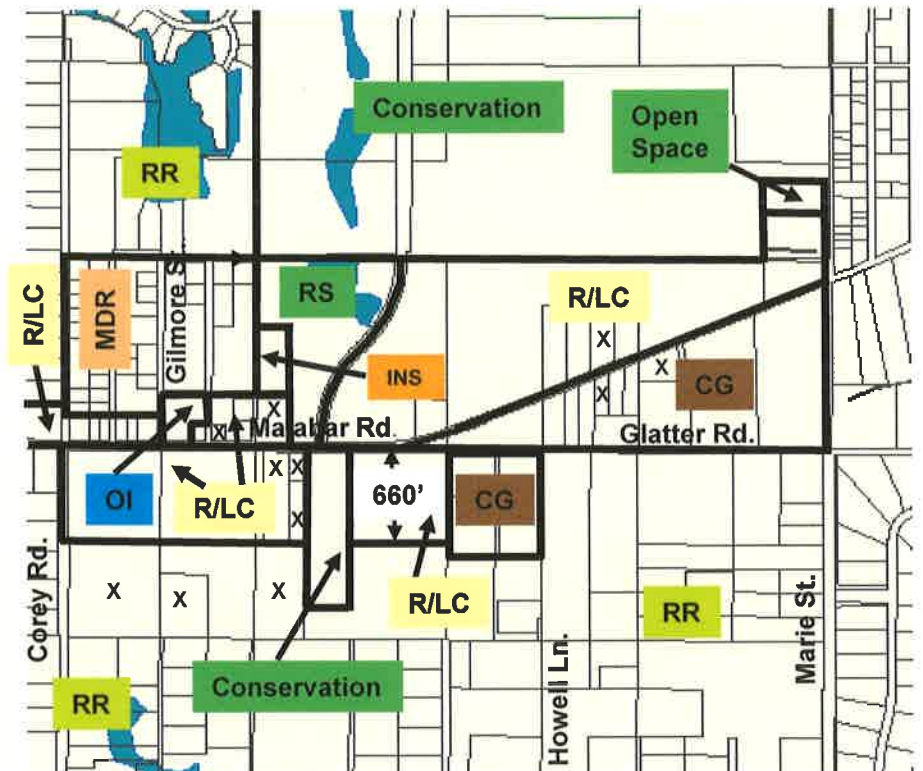 Conservation
Open
Space
RR
R/LC
MDR
Gilmore S
RS
R/LC
INS
X
X
X
CG
X
X
Malabar Rd.
Glatter Rd.
OI
R/LC
X
X
X
660'
CG
Corey Rd.
X
X
X
R/LC
RR
Marie St.
Howell Ln.
Conservation
RR